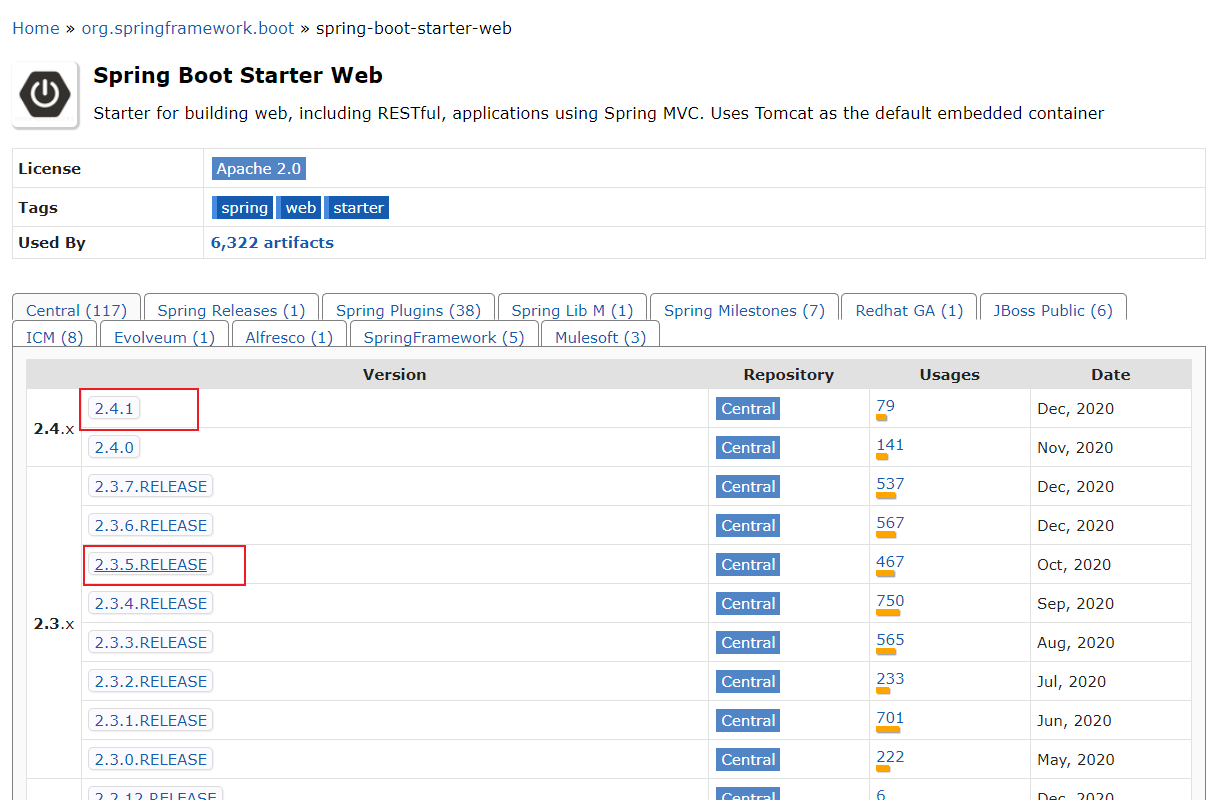 Home » org.springframework.boot » spring-boot-starter-web
Spring Boot Starter Web
Starter for building web, including RESTful, applications using Spring MVC. Uses Tomcat as the default embedded container
License Apache 2.0
Tags spring web starter
Used By 6,322 artifacts
Central (117) Spring Releases (1) Spring Plugins (38) Spring Lib M (1) Spring Milestones (7) Redhat GA (1) JBoss Public (6)
ICM (8) Evolveum (1) Alfresco (1) SpringFramework (5) Mulesoft (3)
Version Repository Usages Date
2.4.x
2.4.1 Central 79 Dec, 2020
2.4.0 Central 141 Nov, 2020
2.3.x
2.3.7.RELEASE Central 537 Dec, 2020
2.3.6.RELEASE Central 567 Dec, 2020
2.3.5.RELEASE Central 467 Oct, 2020
2.3.4.RELEASE Central 750 Sep, 2020
2.3.3.RELEASE Central 565 Aug, 2020
2.3.2.RELEASE Central 233 Jul, 2020
2.3.1.RELEASE Central 701 Jun, 2020
2.3.0.RELEASE Central 222 May, 2020
2.2.12.RELEASE Central 6 Dec, 2020